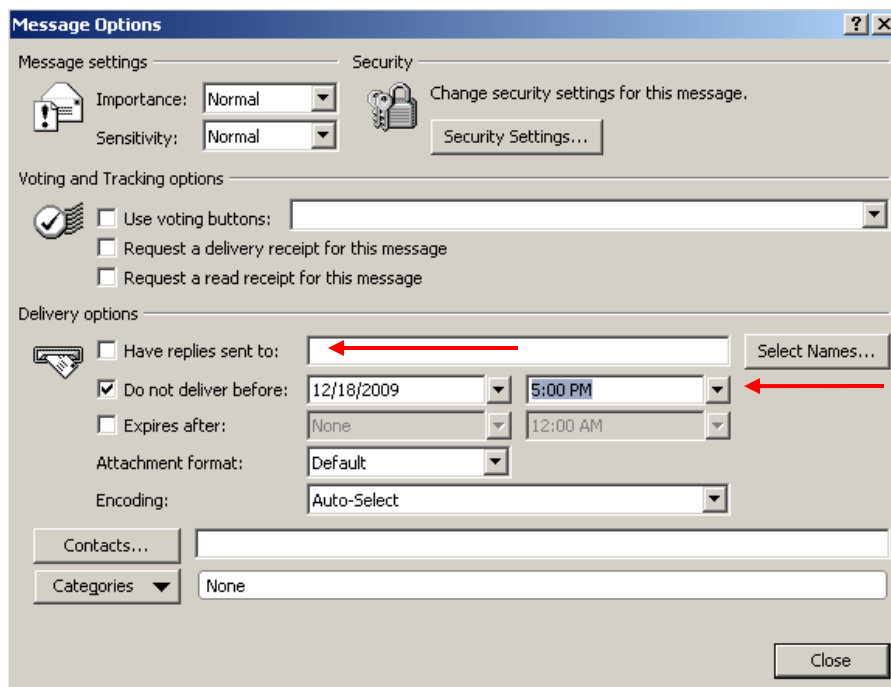 Message Options
Message settings
Security
Importance: Normal
Change security settings for this message.
Sensitivity: Normal
Security Settings...
Voting and Tracking options
Use voting buttons:
Request a delivery receipt for this message
Request a read receipt for this message
Delivery options
Have replies sent to:
Select Names...
Do not deliver before: 12/18/2009 5:00 PM
Expires after: None 12:00 AM
Attachment format: Default
Encoding: Auto-Select
Contacts...
Categories None
Close